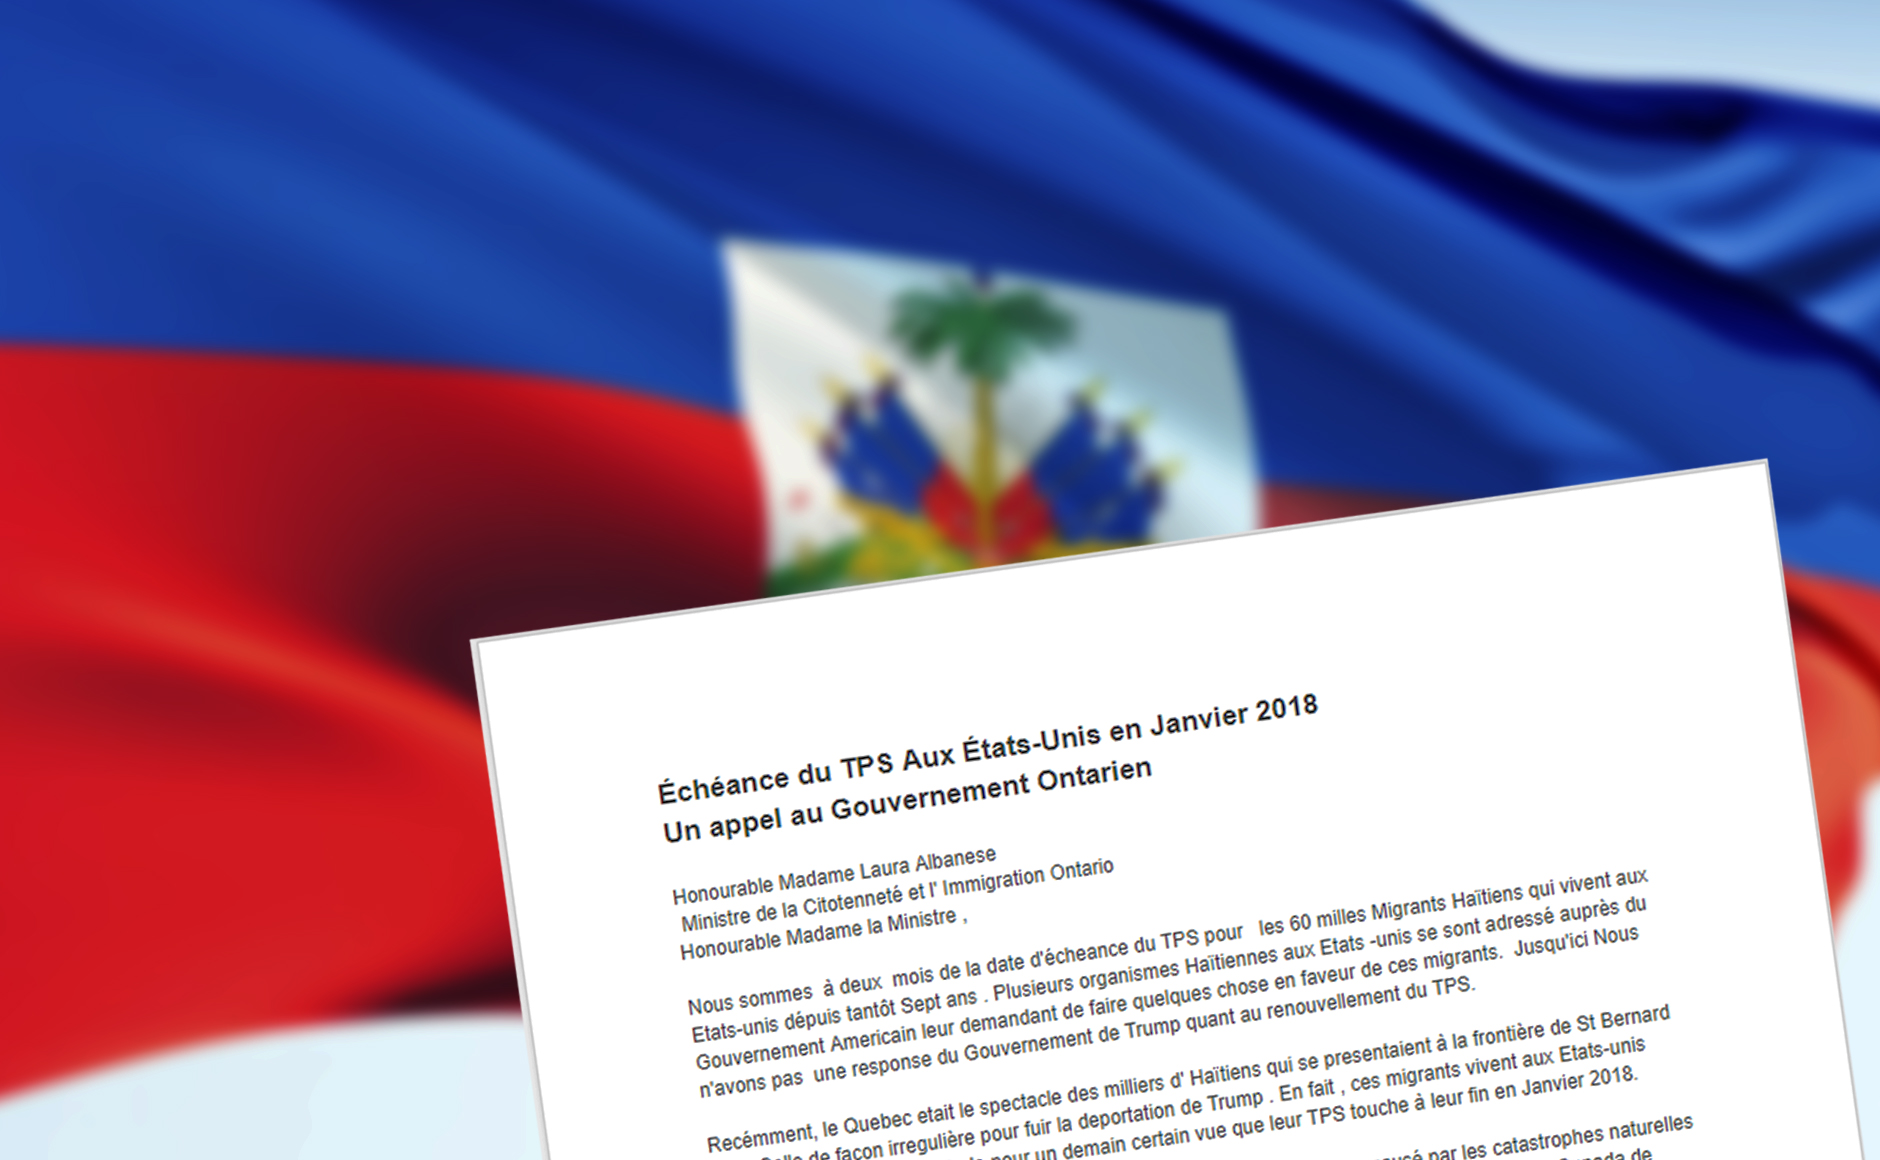 Échéance du TPS Aux États-Unis en Janvier 2018
Un appel au Gouvernement Ontarien
Honourable Madame Laura Albanese
Ministre de la Citotenneté et l' Immigration Ontario
Honourable Madame la Ministre ,
Nous sommes à deux mois de la date d'écheance du TPS pour les 60 milles Migrants Haïtiens qui vivent aux
Etats-unis dépuis tantôt Sept ans . Plusieurs organismes Haïtiennes aux Etats -unis se sont adressé auprès du
Gouvernement Americain leur demandant de faire quelques chose en faveur de ces migrants. Jusqu'ici Nous
n'avons pas une response du Gouvernement de Trump quant au renouvellement du TPS.
Recémment, le Quebec etait le spectacle des milliers d' Haïtiens qui se presentaient à la frontière de St Bernard
de façon irregulière pour fuir la deportation de Trump . En fait , ces migrants vivent aux Etats-unis
pour un demain certain vue que leur TPS touche à leur fin en Janvier 2018.
par les catastrophes naturelles
de